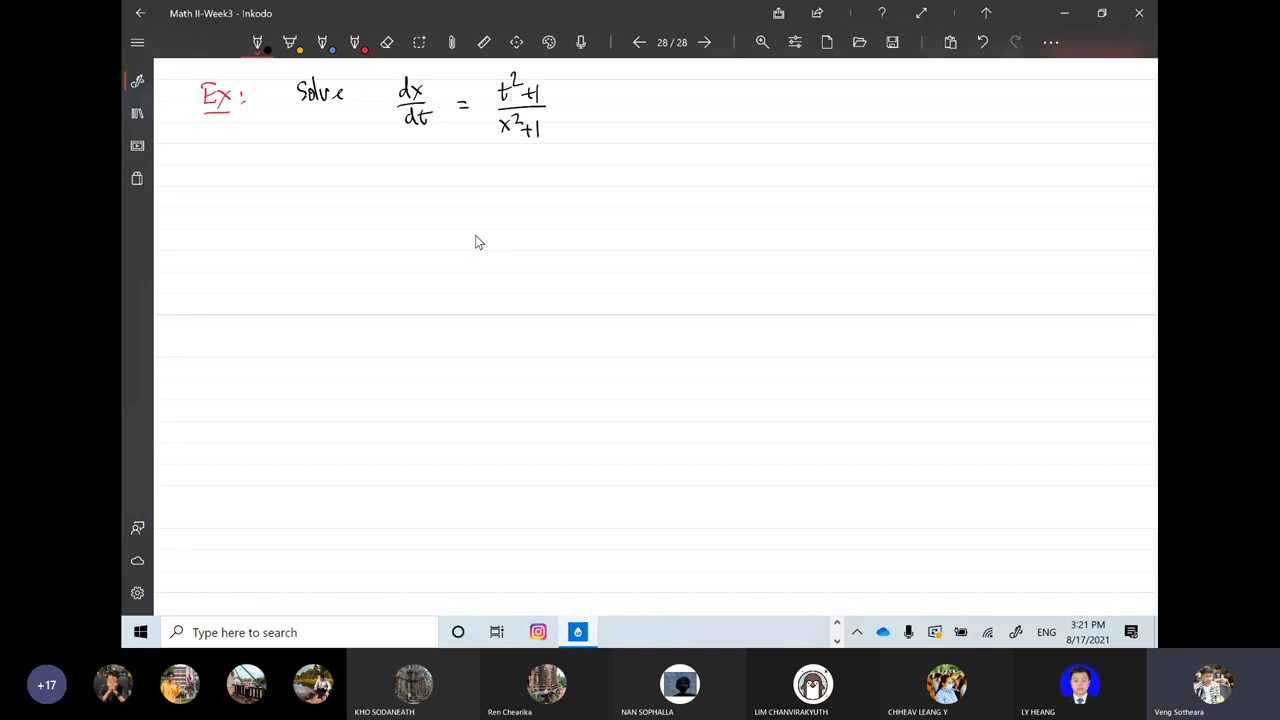 Math II-Week3 - Inkodo
28 / 28
Ex: Solve dx/dt = t²+1/x²+1
Type here to search
ENG
3:21 PM
8/17/2021
+17
KHO SODANEATH
Ren Chearika
NAN SOPHALLA
LIM CHANVIRAKYUTH
CHHEAV LEANG Y
LY HEANG
Veng Sotheara